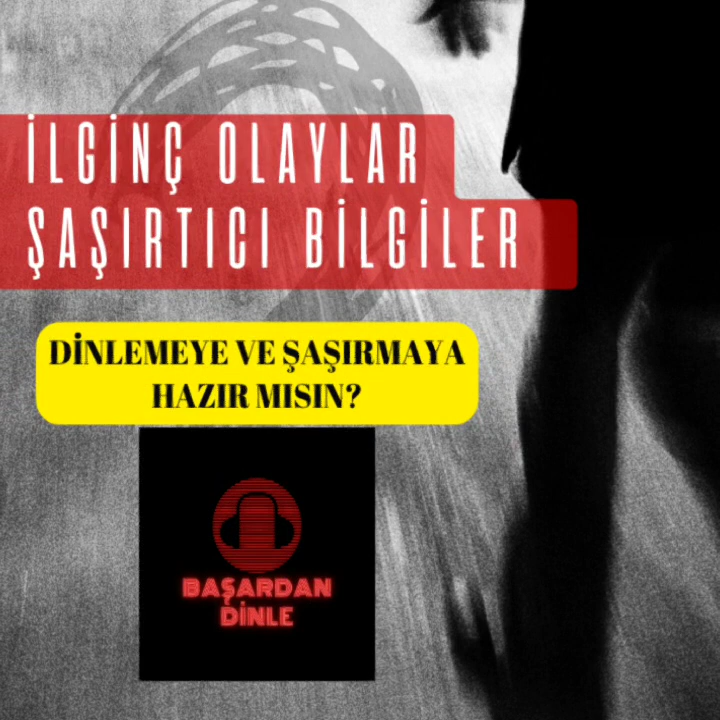 İLGİNÇ OLAYLAR
ŞAŞIRTICI BİLGİLER
DİNLEMEYE VE ŞAŞIRMAYA
HAZIR MISIN?
BAŞARDAN
DİNLE